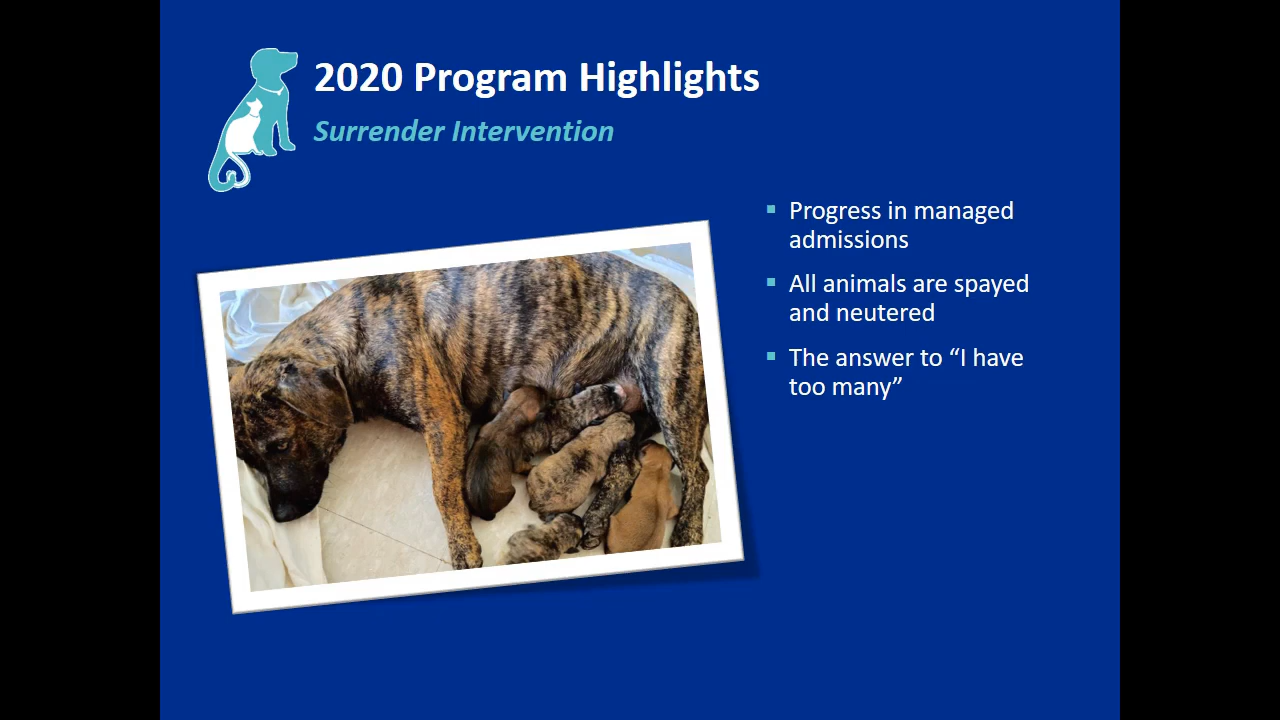 2020 Program Highlights
Surrender Intervention
Progress in managed
admissions
All animals are spayed
and neutered
The answer to “I have
too many”